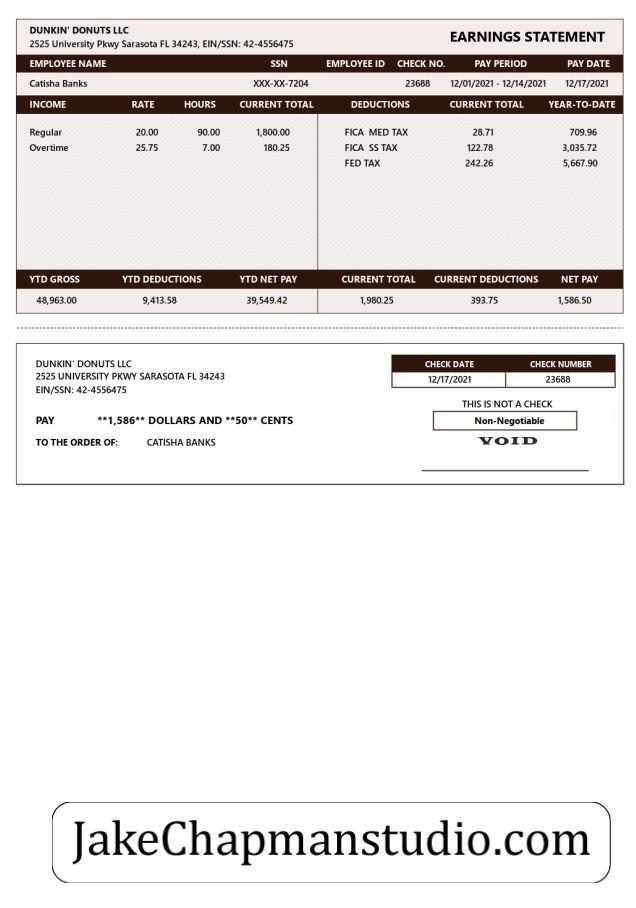 DUNKIN' DONUTS LLC
2525 University Pkwy Sarasota FL 34243, EIN/SSN: 42-4556475
EARNINGS STATEMENT
EMPLOYEE NAME SSN EMPLOYEE ID CHECK NO. PAY PERIOD PAY DATE
Catisha Banks XXX-XX-7204 23688 12/01/2021 - 12/14/2021 12/17/2021
INCOME RATE HOURS CURRENT TOTAL DEDUCTIONS CURRENT TOTAL YEAR-TO-DATE
Regular 20.00 90.00 1,800.00 FICA MED TAX 28.71 709.96
Overtime 25.75 7.00 180.25 FICA SS TAX 122.78 3,035.72
FED TAX 242.26 5,667.90
YTD GROSS YTD DEDUCTIONS YTD NET PAY CURRENT TOTAL CURRENT DEDUCTIONS NET PAY
48,963.00 9,413.58 39,549.42 1,980.25 393.75 1,586.50
DUNKIN' DONUTS LLC
2525 UNIVERSITY PKWY SARASOTA FL 34243
EIN/SSN: 42-4556475
CHECK DATE CHECK NUMBER
12/17/2021 23688
THIS IS NOT A CHECK
PAY **1,586** DOLLARS AND **50** CENTS
Non-Negotiable
TO THE ORDER OF: CATISHA BANKS
VOID
JakeChapmanstudio.com